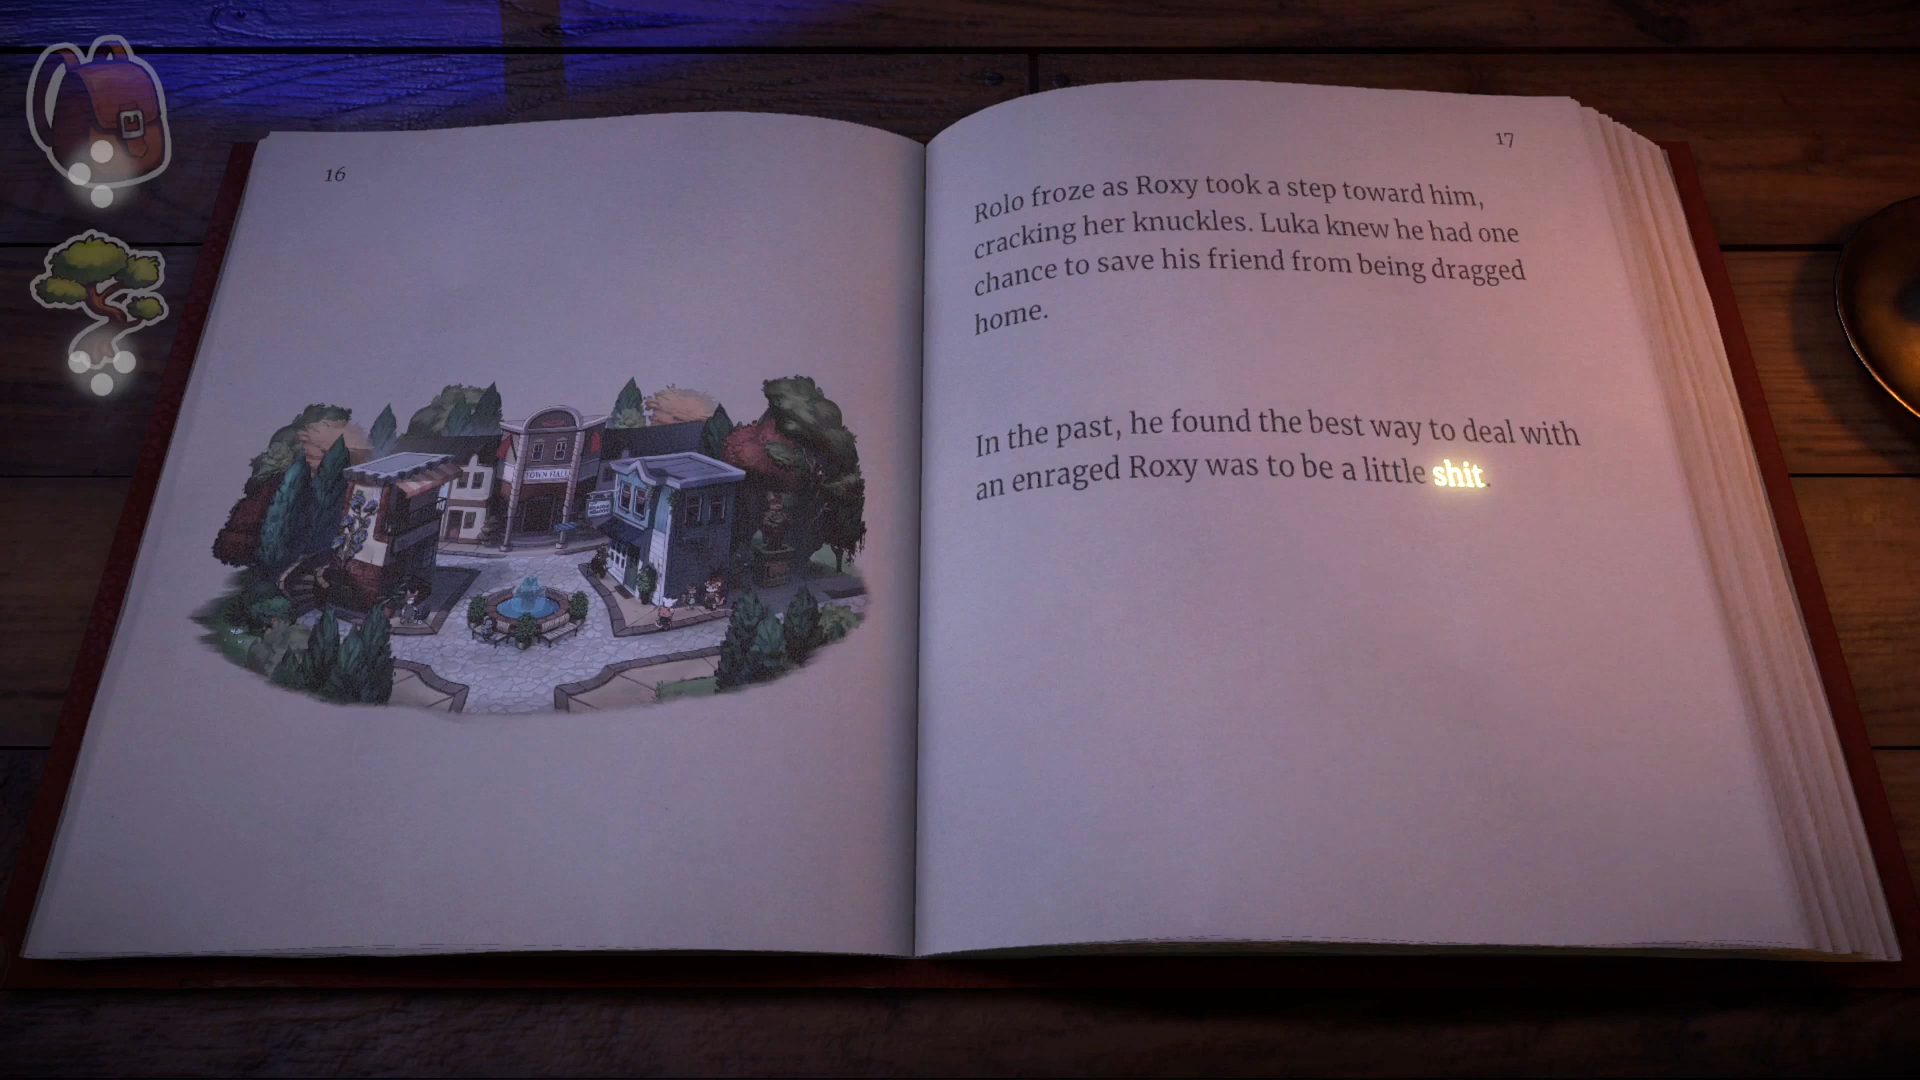 16
TOWN HALL
17
Rolo froze as Roxy took a step toward him,
cracking her knuckles. Luka knew he had one
chance to save his friend from being dragged
home.
In the past, he found the best way to deal with
an enraged Roxy was to be a little shit.